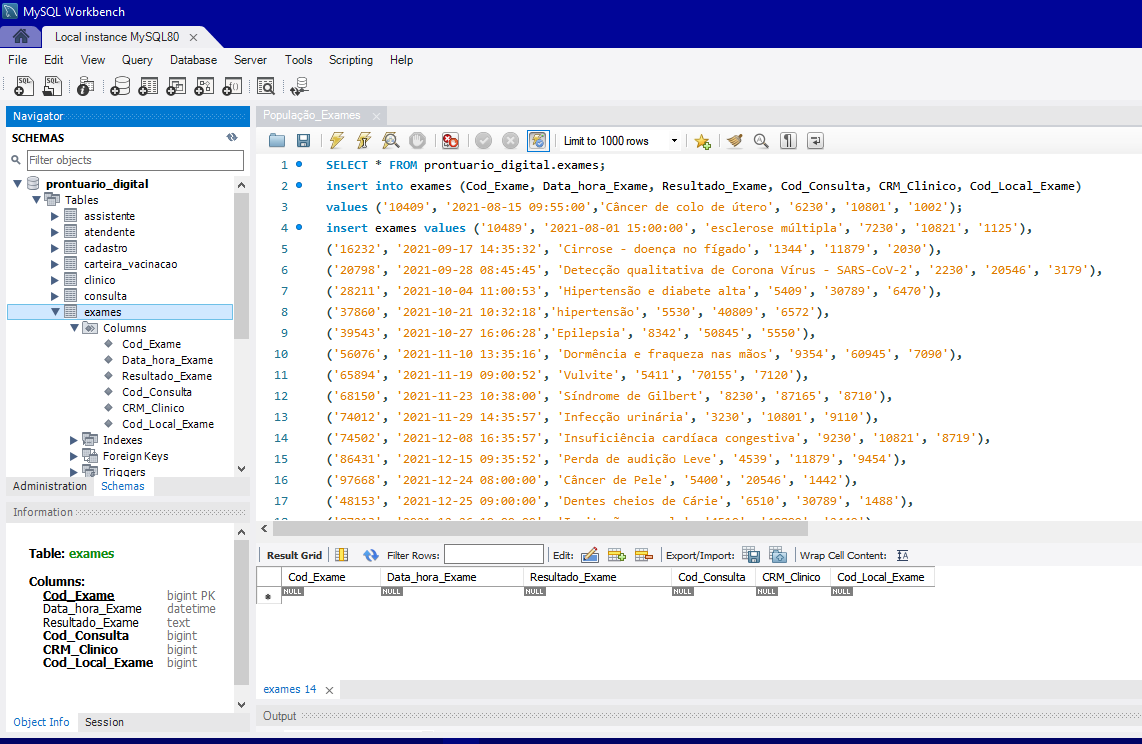 MySQL Workbench
Local instance MySQL80
File Edit View Query Database Server Tools Scripting Help
Navigator
SCHEMAS
Filter objects
prontuario_digital
Tables
assistente
atendente
cadastro
carteira_vacinacao
clinico
consulta
exames
Columns
Cod_Exame
Data_hora_Exame
Resultado_Exame
Cod_Consulta
CRM_Clinico
Cod_Local_Exame
Indexes
Foreign Keys
Triggers
Administration Schemas
Information
Table: exames
Columns:
Cod_Exame bigint PK
Data_hora_Exame datetime
Resultado_Exame text
Cod_Consulta bigint
CRM_Clinico bigint
Cod_Local_Exame bigint
Object Info Session
População_Exames
Limit to 1000 rows
1 SELECT * FROM prontuario_digital.exames;
2 insert into exames (Cod_Exame, Data_hora_Exame, Resultado_Exame, Cod_Consulta, CRM_Clinico, Cod_Local_Exame)
3 values ('10409', '2021-08-15 09:55:00','Câncer de colo de útero', '6230', '10801', '1002');
4 insert exames values ('10489', '2021-08-01 15:00:00', 'esclerose múltipla', '7230', '10821', '1125'),
5 ('16232', '2021-09-17 14:35:32', 'Cirrose - doença no fígado', '1344', '11879', '2030'),
6 ('20798', '2021-09-28 08:45:45', 'Detecção qualitativa de Corona Vírus - SARS-CoV-2', '2230', '20546', '3179'),
7 ('28211', '2021-10-04 11:00:53', 'Hipertensão e diabete alta', '5409', '30789', '6470'),
8 ('37860', '2021-10-21 10:32:18','hipertensão', '5530', '40809', '6572'),
9 ('39543', '2021-10-27 16:06:28','Epilepsia', '8342', '50845', '5550'),
10 ('56076', '2021-11-10 13:35:16', 'Dormência e fraqueza nas mãos', '9354', '60945', '7090'),
11 ('65894', '2021-11-19 09:00:52', 'Vulvite', '5411', '70155', '7120'),
12 ('68150', '2021-11-23 10:38:00', 'Síndrome de Gilbert', '8230', '87165', '8710'),
13 ('74012', '2021-11-29 14:35:57', 'Infecção urinária', '3230', '10801', '9110'),
14 ('74502', '2021-12-08 16:35:57', 'Insuficiência cardíaca congestiva', '9230', '10821', '8719'),
15 ('86431', '2021-12-15 09:35:52', 'Perda de audição Leve', '4539', '11879', '9454'),
16 ('97668', '2021-12-24 08:00:00', 'Câncer de Pele', '5400', '20546', '1442'),
17 ('48153', '2021-12-25 09:00:00', 'Dentes cheios de Cárie', '6510', '30789', '1488'),
Result Grid Filter Rows: Edit: Export/Import: Wrap Cell Content:
Cod_Exame Data_hora_Exame Resultado_Exame Cod_Consulta CRM_Clinico Cod_Local_Exame
NULL NULL NULL NULL NULL NULL
exames 14
Output